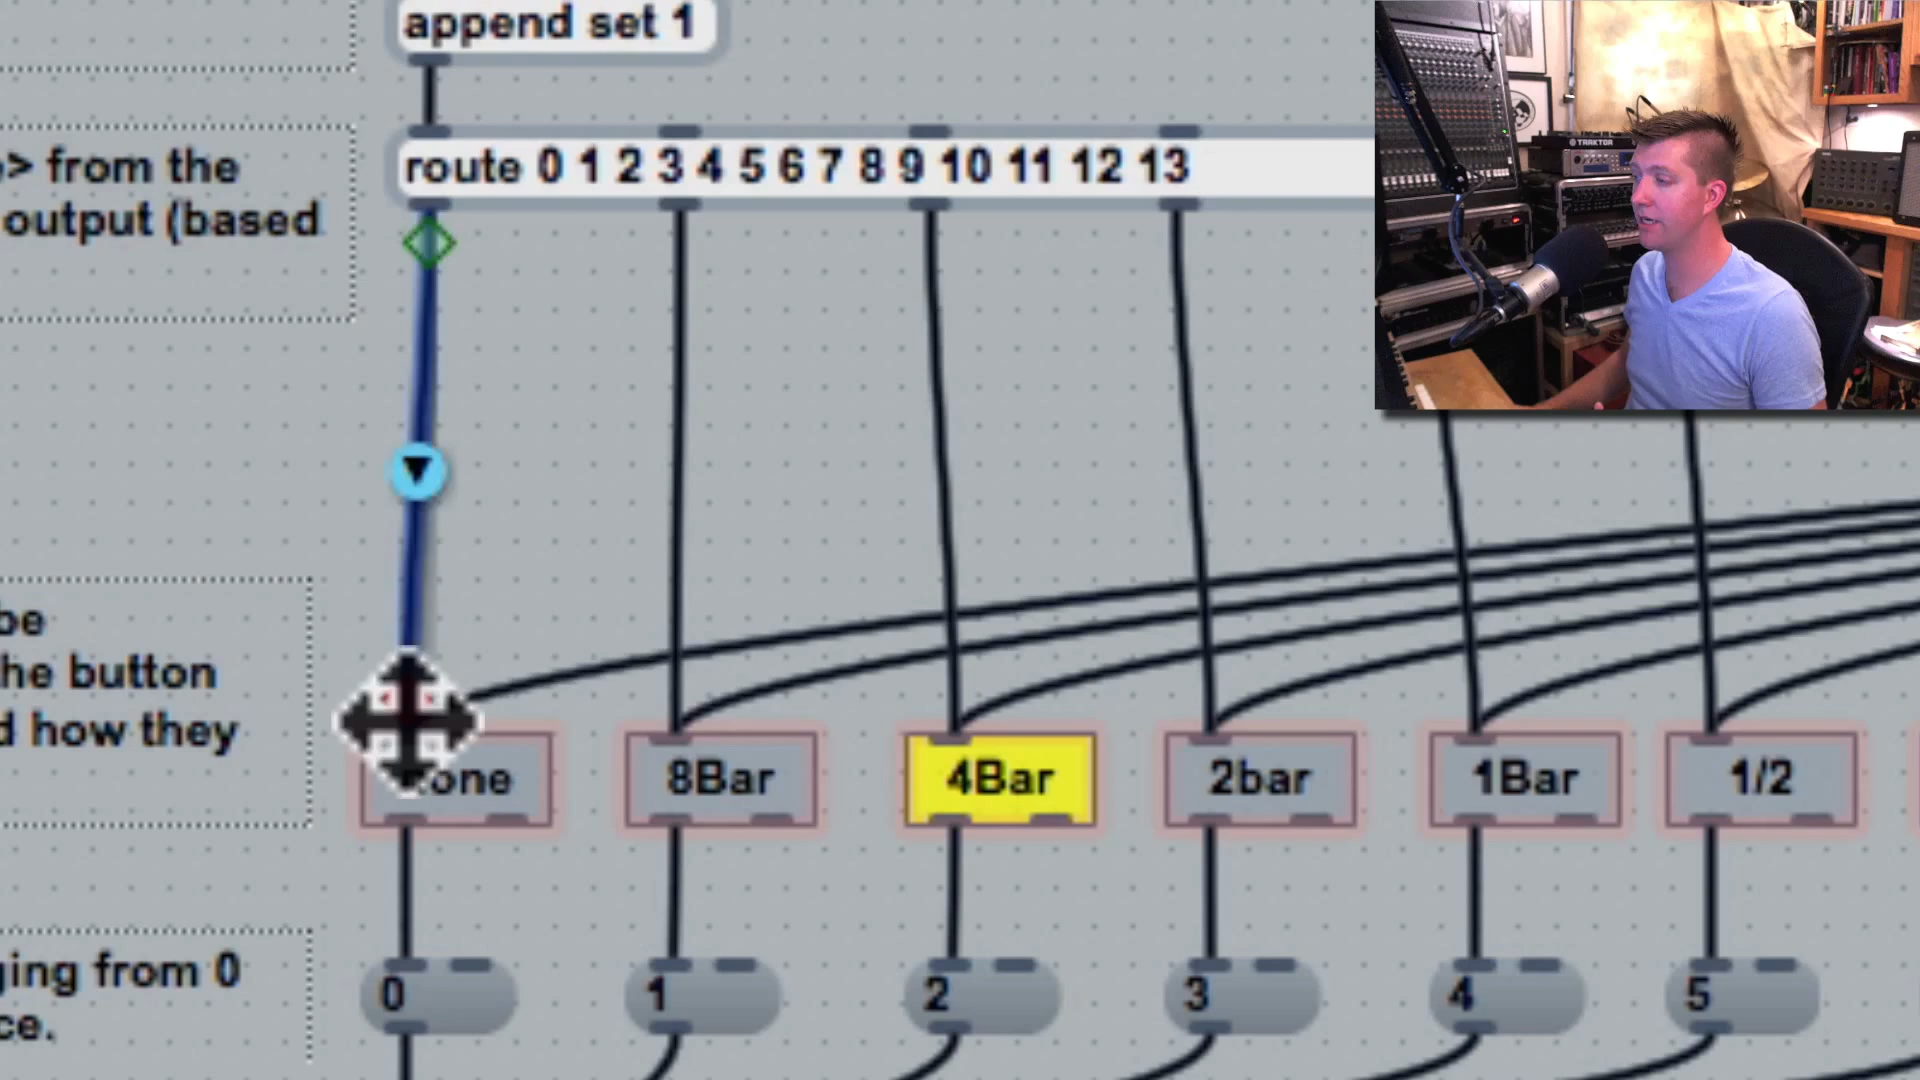 append set 1
> from the
output (based
route 0 1 2 3 4 5 6 7 8 9 10 11 12 13
TRAKTOR
be
he button
d how they
one
8Bar
4Bar
2bar
1Bar
1/2
ging from 0
ce.
0
1
2
3
4
5